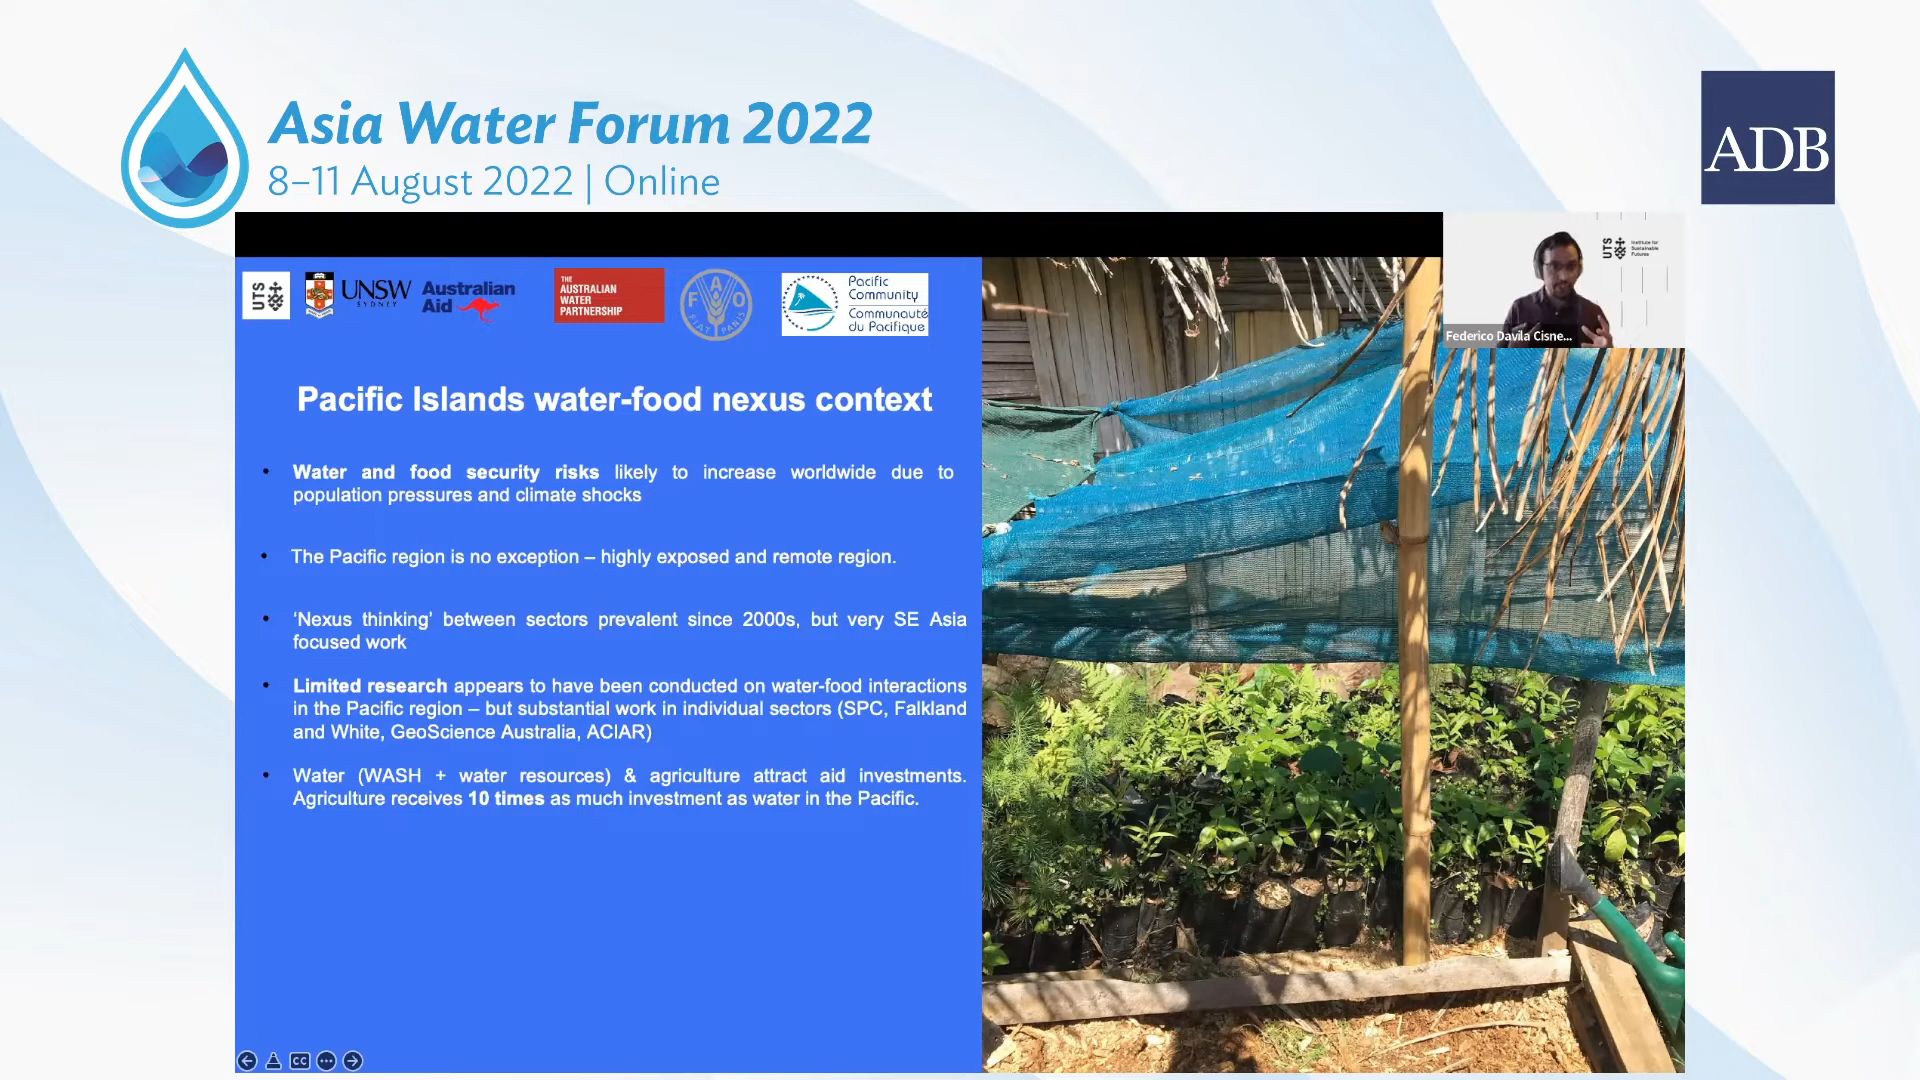 Asia Water Forum 2022
8–11 August 2022 | Online
ADB
UTS
UNSW
SYDNEY
Australian
Aid
THE
AUSTRALIAN
WATER
PARTNERSHIP
F A O
FIAT PANIS
Pacific
Community
Communauté
du Pacifique
UTS
Institute for
Sustainable
Futures
Federico Davila Cisne...
Pacific Islands water-food nexus context
• Water and food security risks likely to increase worldwide due to
population pressures and climate shocks
• The Pacific region is no exception – highly exposed and remote region.
• ‘Nexus thinking’ between sectors prevalent since 2000s, but very SE Asia
focused work
• Limited research appears to have been conducted on water-food interactions
in the Pacific region – but substantial work in individual sectors (SPC, Falkland
and White, GeoScience Australia, ACIAR)
• Water (WASH + water resources) & agriculture attract aid investments.
Agriculture receives 10 times as much investment as water in the Pacific.
CC